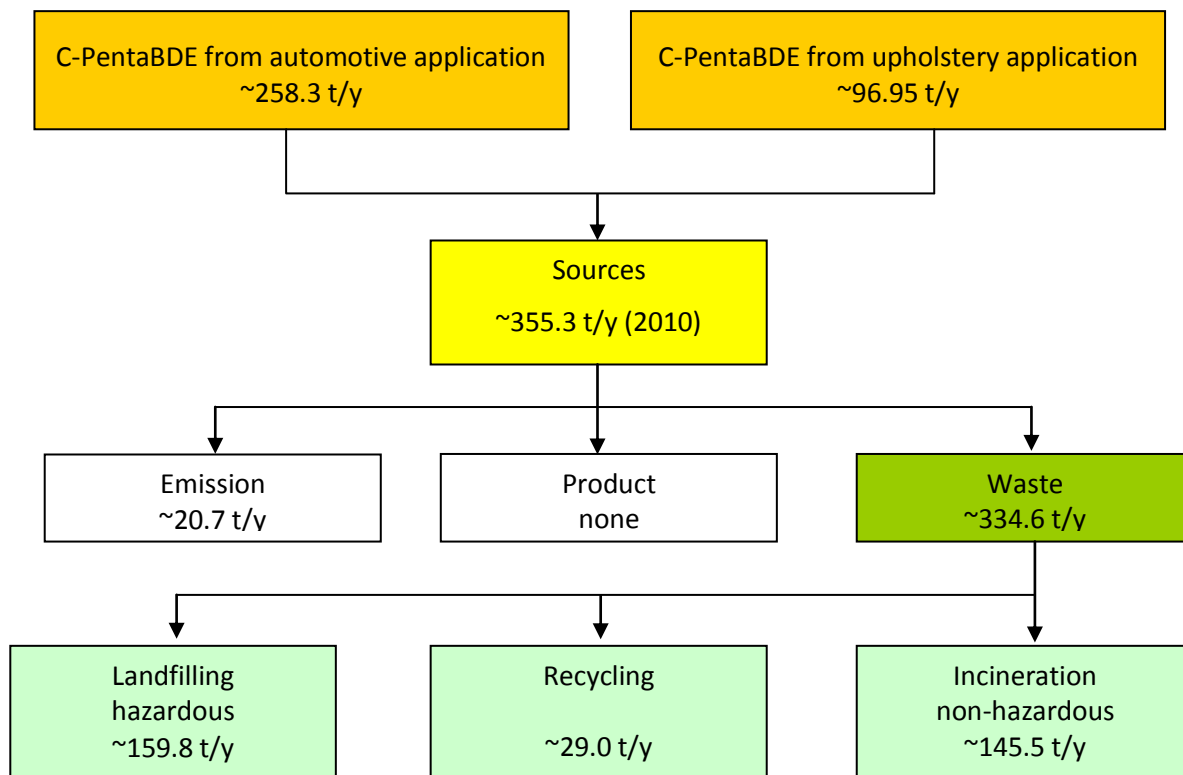 C-PentaBDE from automotive application
~258.3 t/y
C-PentaBDE from upholstery application
~96.95 t/y
Sources
~355.3 t/y (2010)
Emission
~20.7 t/y
Product
none
Waste
~334.6 t/y
Landfilling
hazardous
~159.8 t/y
Recycling
~29.0 t/y
Incineration
non-hazardous
~145.5 t/y